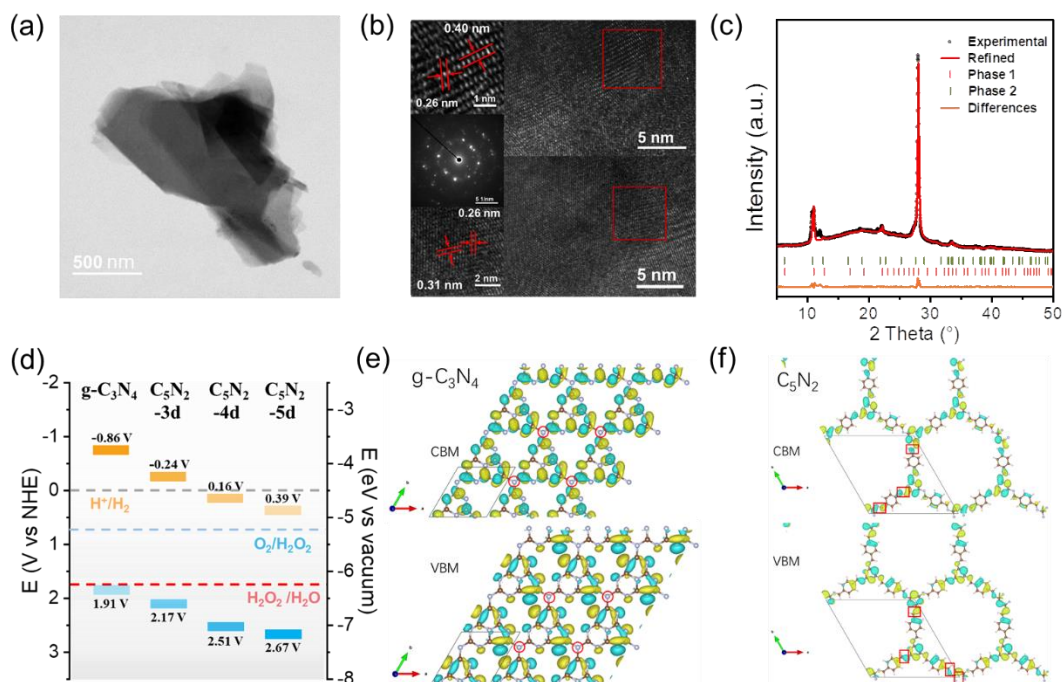 (a)
500 nm
(b)
0.40 nm
0.26 nm
1 nm
5 1/nm
0.26 nm
0.31 nm
2 nm
5 nm
5 nm
(c)
Intensity (a.u.)
Experimental
Refined
Phase 1
Phase 2
Differences
10 20 30 40 50
2 Theta (°)
(d)
g-C₃N₄ C₅N₂ C₅N₂ C₅N₂
-3d -4d -5d
E (V vs NHE)
-2
-1
0
1
2
3
-0.86 V
-0.24 V
0.16 V
0.39 V
H⁺/H₂
O₂/H₂O₂
H₂O₂ /H₂O
1.91 V
2.17 V
2.51 V
2.67 V
-3
-4
-5
-6
-7
-8
E (eV vs vacuum)
(e)
g-C₃N₄
CBM
VBM
(f)
C₅N₂
CBM
VBM